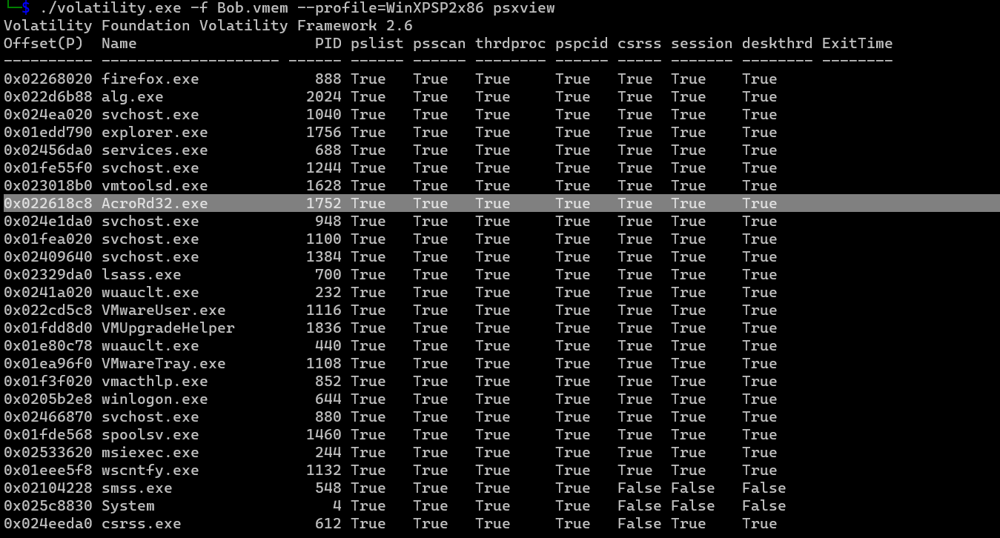 └─$ ./volatility.exe -f Bob.vmem --profile=WinXPSP2x86 psxview
Volatility Foundation Volatility Framework 2.6
Offset(P)  Name                    PID pslist psscan thrdproc pspcid csrss session deskthrd ExitTime
---------- -------------------- ------ ------ ------ -------- ------ ----- ------- -------- --------
0x02268020 firefox.exe             888 True   True   True     True   True  True    True
0x022d6b88 alg.exe                2024 True   True   True     True   True  True    True
0x024ea020 svchost.exe            1040 True   True   True     True   True  True    True
0x01edd790 explorer.exe           1756 True   True   True     True   True  True    True
0x02456da0 services.exe            688 True   True   True     True   True  True    True
0x01fe55f0 svchost.exe            1244 True   True   True     True   True  True    True
0x023018b0 vmtoolsd.exe           1628 True   True   True     True   True  True    True
0x022618c8 AcroRd32.exe           1752 True   True   True     True   True  True    True
0x024e1da0 svchost.exe             948 True   True   True     True   True  True    True
0x01fea020 svchost.exe            1100 True   True   True     True   True  True    True
0x02409640 svchost.exe            1384 True   True   True     True   True  True    True
0x02329da0 lsass.exe               700 True   True   True     True   True  True    True
0x0241a020 wuauclt.exe             232 True   True   True     True   True  True    True
0x022cd5c8 VMwareUser.exe         1116 True   True   True     True   True  True    True
0x01fdd8d0 VMUpgradeHelper        1836 True   True   True     True   True  True    True
0x01e80c78 wuauclt.exe             440 True   True   True     True   True  True    True
0x01ea96f0 VMwareTray.exe         1108 True   True   True     True   True  True    True
0x01f3f020 vmacthlp.exe            852 True   True   True     True   True  True    True
0x0205b2e8 winlogon.exe            644 True   True   True     True   True  True    True
0x02466870 svchost.exe             880 True   True   True     True   True  True    True
0x01fde568 spoolsv.exe            1460 True   True   True     True   True  True    True
0x02533620 msiexec.exe             244 True   True   True     True   True  True    True
0x01eee5f8 wscntfy.exe            1132 True   True   True     True   True  True    True
0x02104228 smss.exe                548 True   True   True     True   False False   False
0x025c8830 System                    4 True   True   True     True   False False   False
0x024eeda0 csrss.exe               612 True   True   True     True   False True    True